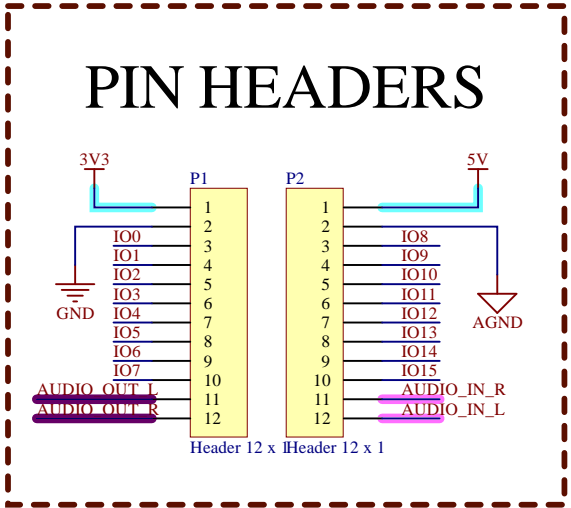 PIN HEADERS
3V3
5V
P1
P2
1
2
3
4
5
6
7
8
9
10
11
12
1
2
3
4
5
6
7
8
9
10
11
12
IO0
IO1
IO2
IO3
IO4
IO5
IO6
IO7
AUDIO_OUT_L
AUDIO_OUT_R
GND
IO8
IO9
IO10
IO11
IO12
IO13
IO14
IO15
AUDIO_IN_R
AUDIO_IN_L
AGND
Header 12 x 1
Header 12 x 1